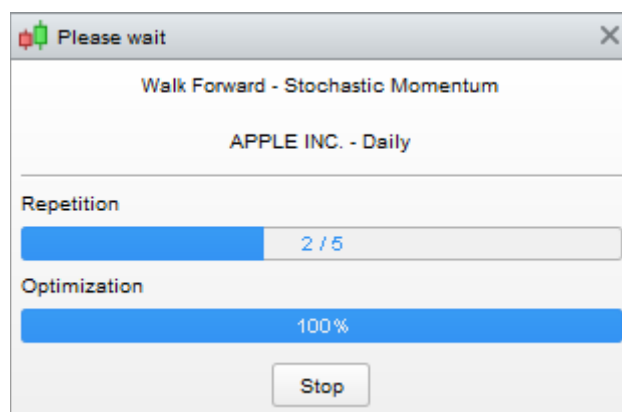 Please wait
Walk Forward - Stochastic Momentum
APPLE INC. - Daily
Repetition
2 / 5
Optimization
100%
Stop